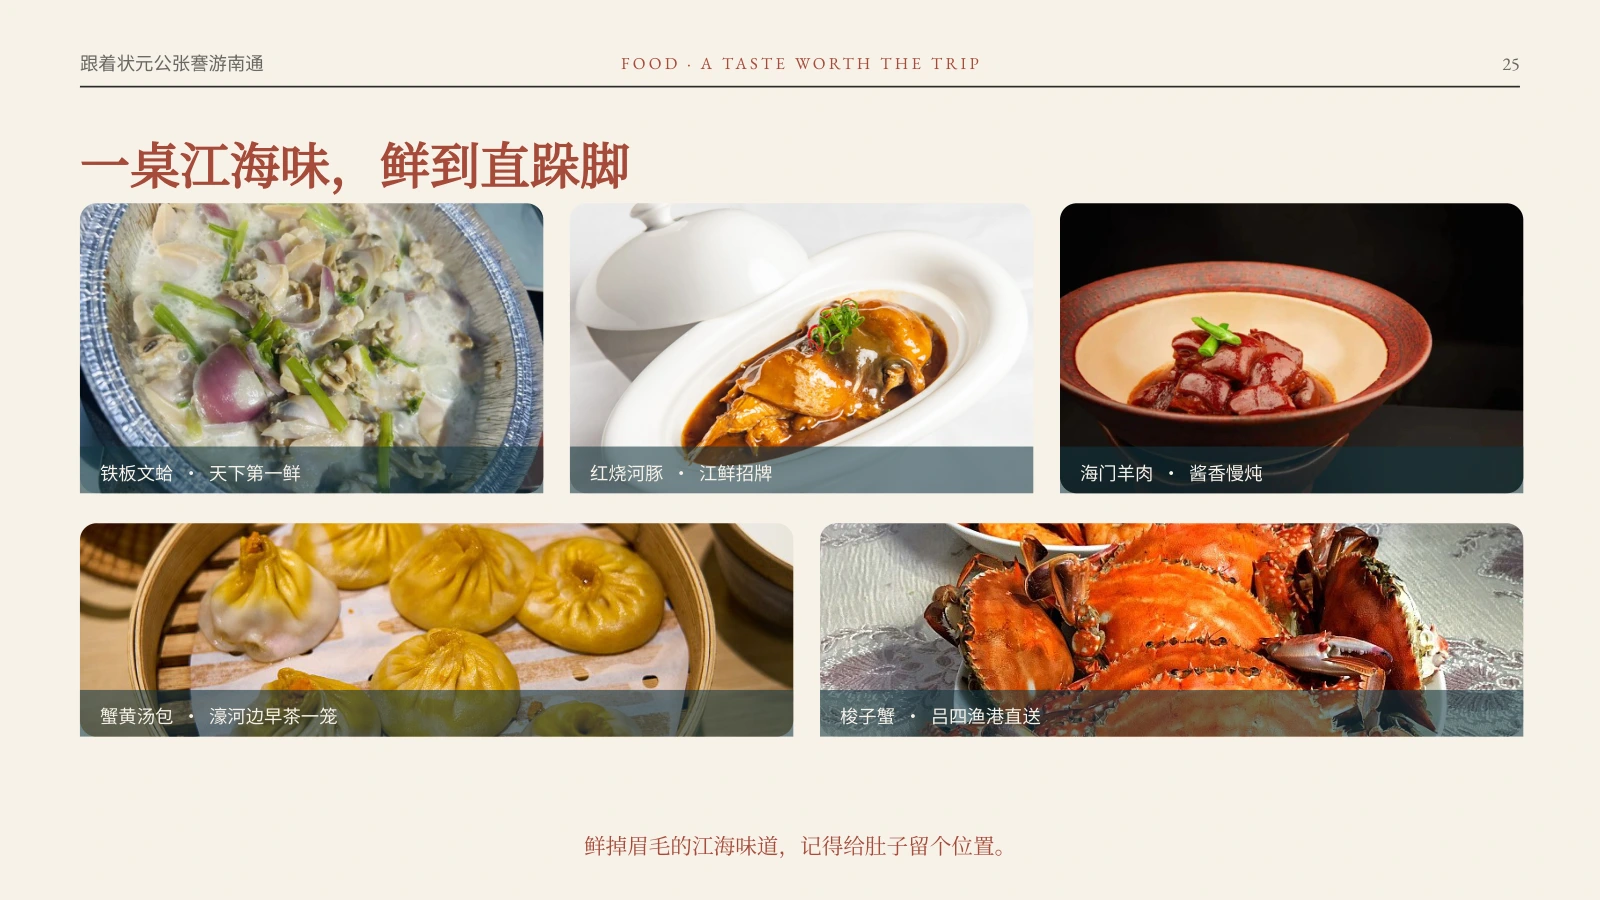 跟着状元公张謇游南通
FOOD · A TASTE WORTH THE TRIP
25
一桌江海味，鲜到直跺脚
铁板文蛤 · 天下第一鲜
红烧河豚 · 江鲜招牌
海门羊肉 · 酱香慢炖
蟹黄汤包 · 濠河边早茶一笼
梭子蟹 · 吕四渔港直送
鲜掉眉毛的江海味道，记得给肚子留个位置。